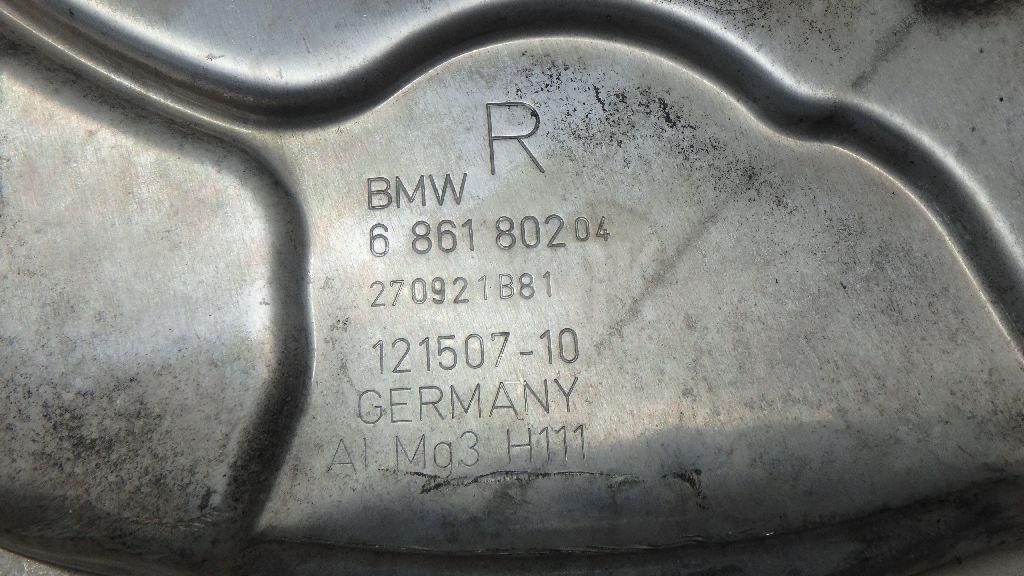 R
BMW
6 861 802 04
270921B81
121507-10
GERMANY
Al Mg3 H111